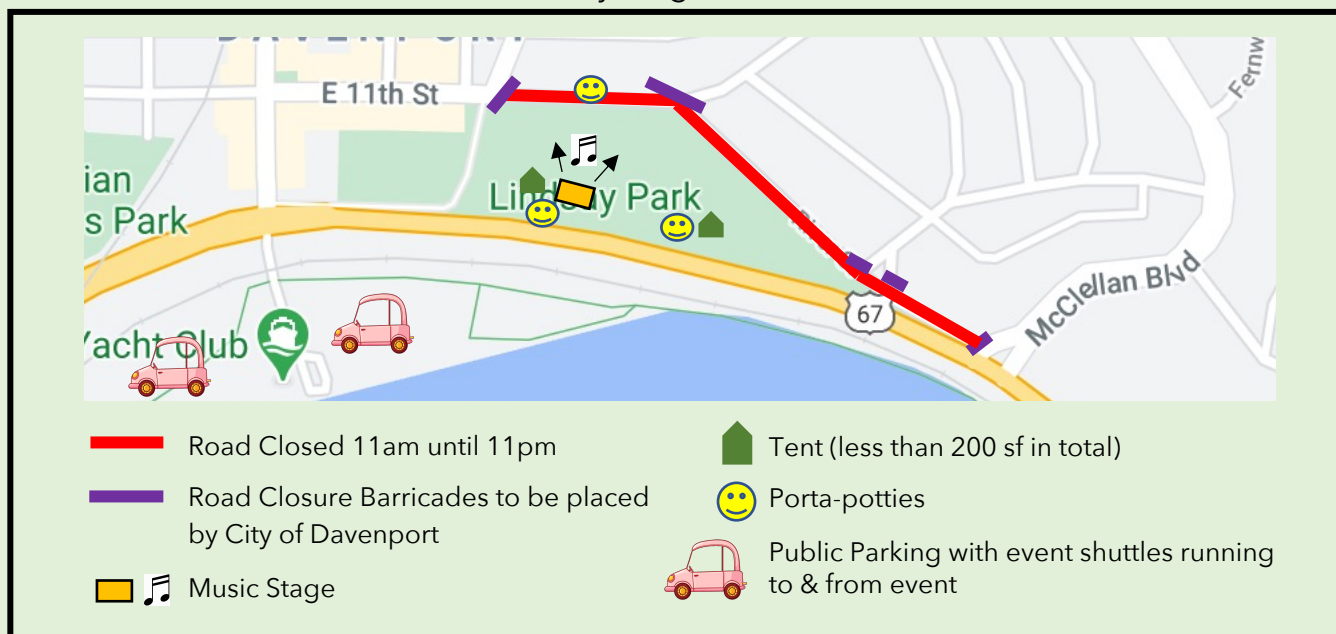 DAVENPORT
E 11th St
Fernw
ian
s Park
Lindsay Park
McClellan Blvd
67
Yacht Club
Road Closed 11am until 11pm
Road Closure Barricades to be placed
by City of Davenport
Music Stage
Tent (less than 200 sf in total)
Porta-potties
Public Parking with event shuttles running
to & from event